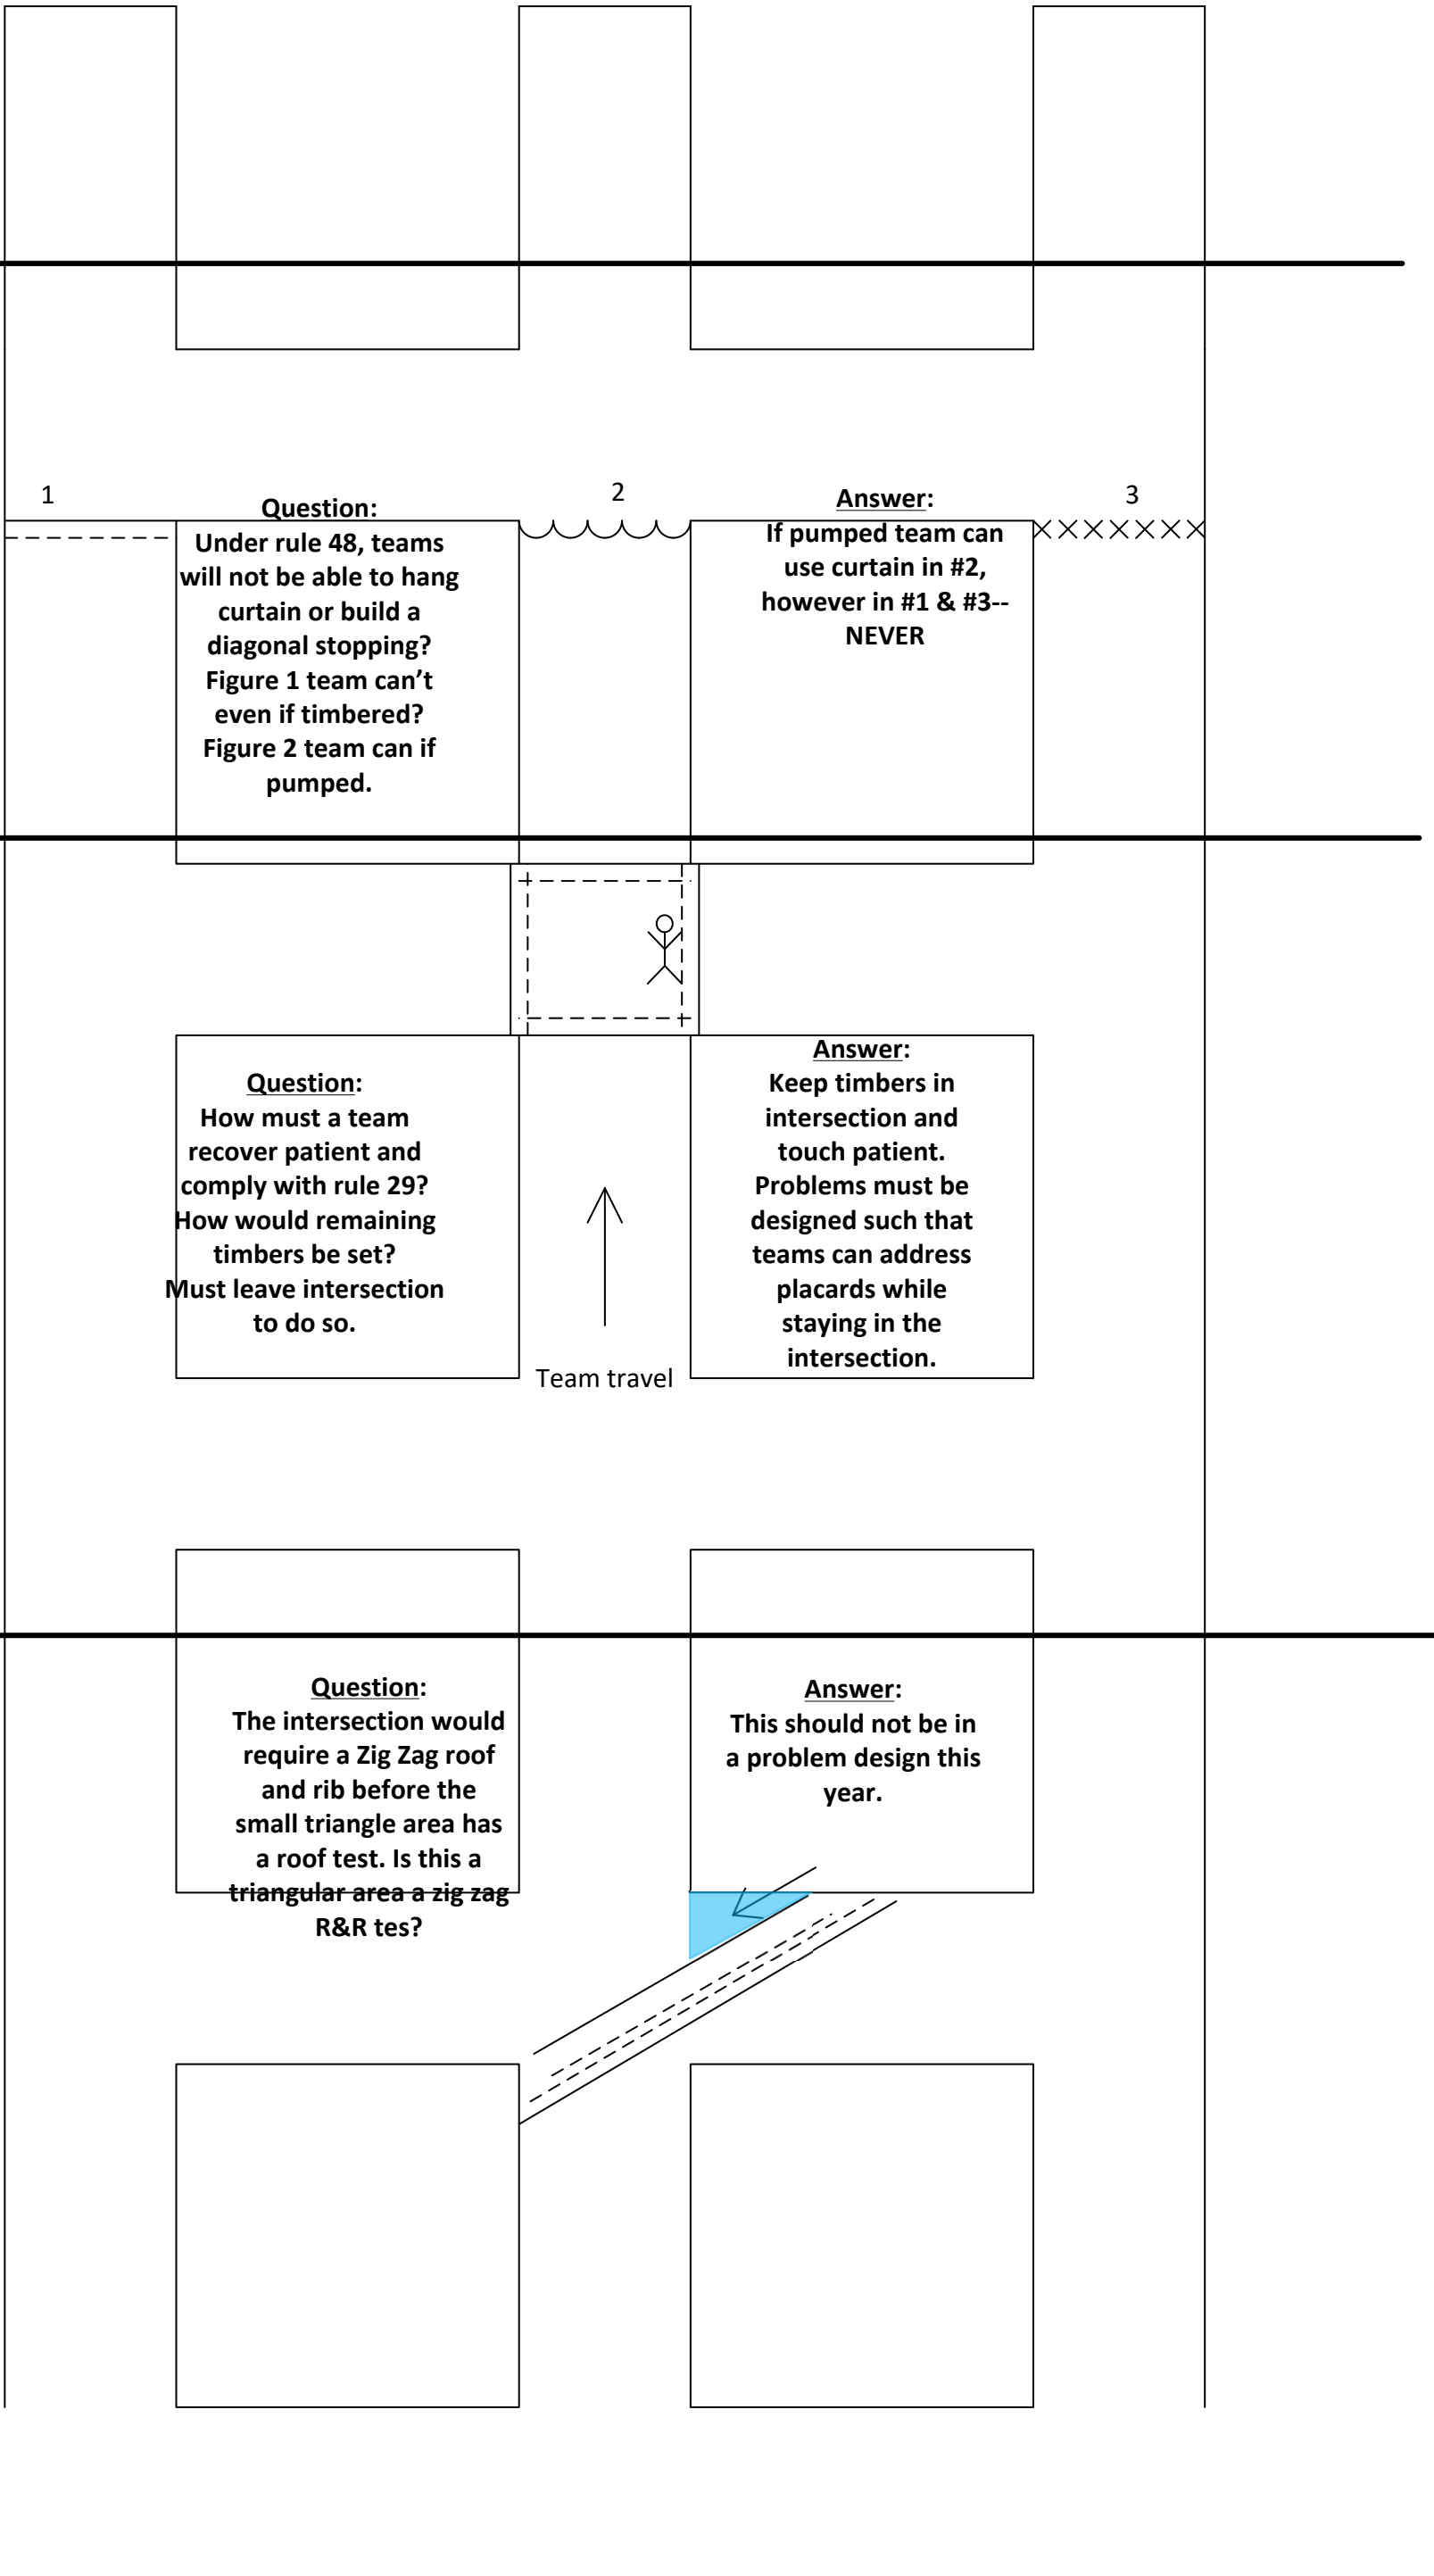 1
Question:
Under rule 48, teams
will not be able to hang
curtain or build a
diagonal stopping?
Figure 1 team can’t
even if timbered?
Figure 2 team can if
pumped.
2
Answer:
If pumped team can
use curtain in #2,
however in #1 & #3--
NEVER
3
Question:
How must a team
recover patient and
comply with rule 29?
How would remaining
timbers be set?
Must leave intersection
to do so.
Team travel
Answer:
Keep timbers in
intersection and
touch patient.
Problems must be
designed such that
teams can address
placards while
staying in the
intersection.
Question:
The intersection would
require a Zig Zag roof
and rib before the
small triangle area has
a roof test. Is this a
triangular area a zig zag
R&R tes?
Answer:
This should not be in
a problem design this
year.